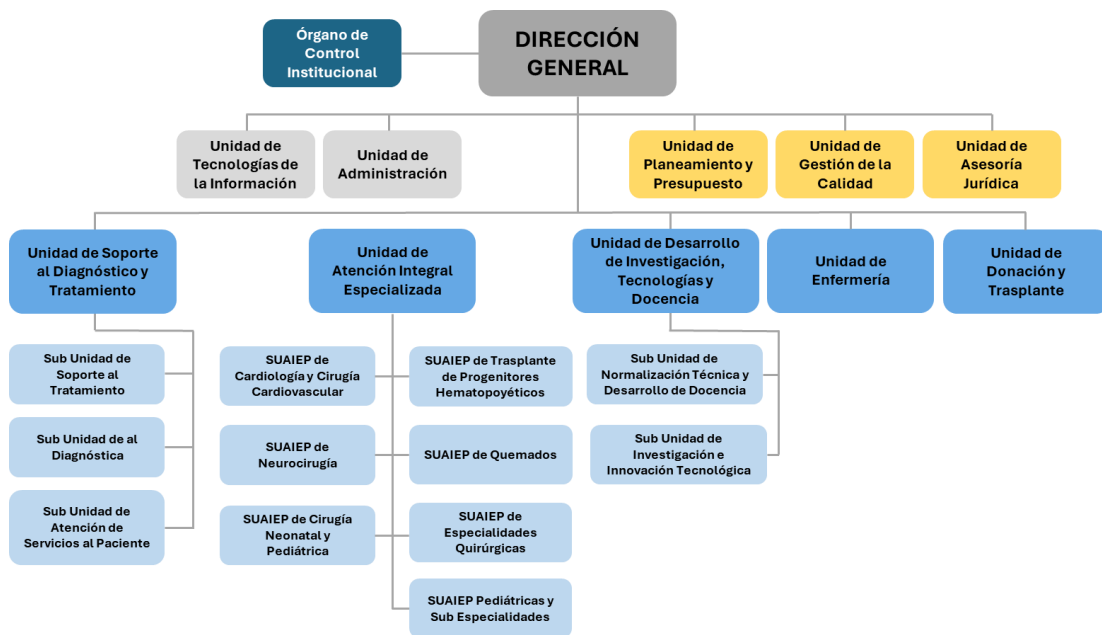 Órgano de
Control
Institucional
DIRECCIÓN
GENERAL
Unidad de
Tecnologías de
la Información
Unidad de
Administración
Unidad de
Planeamiento y
Presupuesto
Unidad de
Gestión de la
Calidad
Unidad de
Asesoría
Jurídica
Unidad de Soporte
al Diagnóstico y
Tratamiento
Unidad de
Atención Integral
Especializada
Unidad de Desarrollo
de Investigación,
Tecnologías y
Docencia
Unidad de
Enfermería
Unidad de
Donación y
Trasplante
Sub Unidad de
Soporte al
Tratamiento
Sub Unidad de al
Diagnóstica
Sub Unidad de
Atención de
Servicios al Paciente
SUAIEP de
Cardiología y Cirugía
Cardiovascular
SUAIEP de Trasplante
de Progenitores
Hematopoyéticos
SUAIEP de
Neurocirugía
SUAIEP de Quemados
SUAIEP de Cirugía
Neonatal y
Pediátrica
SUAIEP de
Especialidades
Quirúrgicas
SUAIEP Pediátricas y
Sub Especialidades
Sub Unidad de
Normalización Técnica y
Desarrollo de Docencia
Sub Unidad de
Investigación e
Innovación Tecnológica